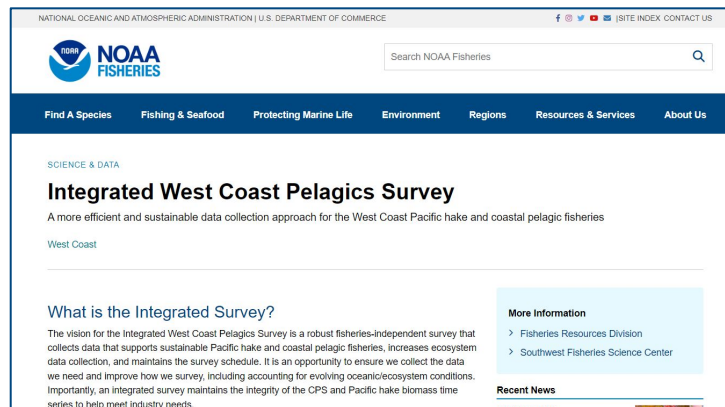 NATIONAL OCEANIC AND ATMOSPHERIC ADMINISTRATION | U.S. DEPARTMENT OF COMMERCE
|SITE INDEX CONTACT US
NOAA
NOAA
FISHERIES
Search NOAA Fisheries
Find A Species Fishing & Seafood Protecting Marine Life Environment Regions Resources & Services About Us
SCIENCE & DATA
Integrated West Coast Pelagics Survey
A more efficient and sustainable data collection approach for the West Coast Pacific hake and coastal pelagic fisheries
West Coast
What is the Integrated Survey?
The vision for the Integrated West Coast Pelagics Survey is a robust fisheries-independent survey that
collects data that supports sustainable Pacific hake and coastal pelagic fisheries, increases ecosystem
data collection, and maintains the survey schedule. It is an opportunity to ensure we collect the data
we need and improve how we survey, including accounting for evolving oceanic/ecosystem conditions.
Importantly, an integrated survey maintains the integrity of the CPS and Pacific hake biomass time
series to help meet industry needs.
More Information
> Fisheries Resources Division
> Southwest Fisheries Science Center
Recent News